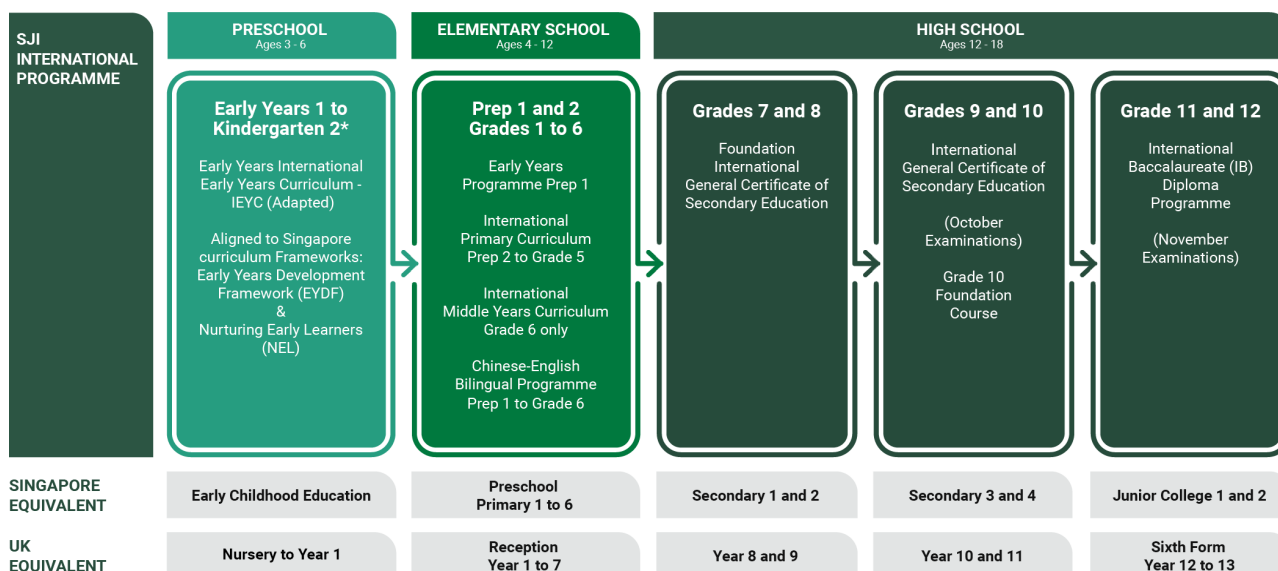 SJI
INTERNATIONAL
PROGRAMME
PRESCHOOL
Ages 3 - 6
ELEMENTARY SCHOOL
Ages 4 - 12
HIGH SCHOOL
Ages 12 - 18
Early Years 1 to
Kindergarten 2*
Early Years International
Early Years Curriculum -
IEYC (Adapted)
Aligned to Singapore
curriculum Frameworks:
Early Years Development
Framework (EYDF)
&
Nurturing Early Learners
(NEL)
Prep 1 and 2
Grades 1 to 6
Early Years
Programme Prep 1
International
Primary Curriculum
Prep 2 to Grade 5
International
Middle Years Curriculum
Grade 6 only
Chinese-English
Bilingual Programme
Prep 1 to Grade 6
Grades 7 and 8
Foundation
International
General Certificate of
Secondary Education
Grades 9 and 10
International
General Certificate of
Secondary Education
(October
Examinations)
Grade 10
Foundation
Course
Grade 11 and 12
International
Baccalaureate (IB)
Diploma
Programme
(November
Examinations)
SINGAPORE
EQUIVALENT
Early Childhood Education
Preschool
Primary 1 to 6
Secondary 1 and 2
Secondary 3 and 4
Junior College 1 and 2
UK
EQUIVALENT
Nursery to Year 1
Reception
Year 1 to 7
Year 8 and 9
Year 10 and 11
Sixth Form
Year 12 to 13